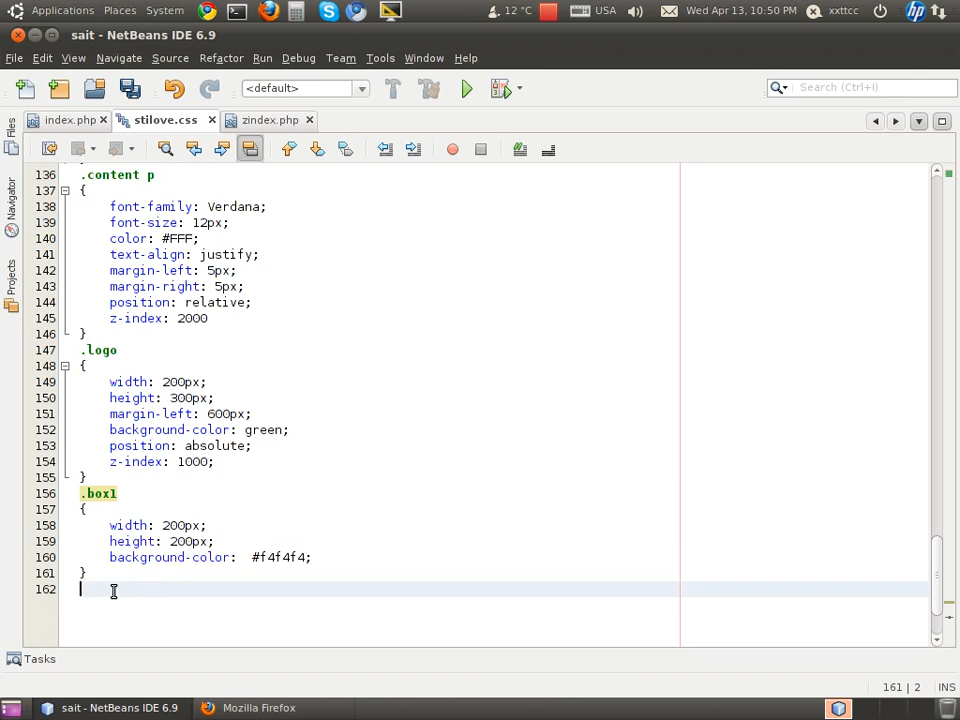 Applications Places System 12 °C USA Wed Apr 13, 10:50 PM xxttcc
sait - NetBeans IDE 6.9
File Edit View Navigate Source Refactor Run Debug Team Tools Window Help
<default> Search (Ctrl+I)
index.php stilove.css zindex.php
Files
Navigator
Projects
136 .content p
137 {
138 font-family: Verdana;
139 font-size: 12px;
140 color: #FFF;
141 text-align: justify;
142 margin-left: 5px;
143 margin-right: 5px;
144 position: relative;
145 z-index: 2000
146 }
147 .logo
148 {
149 width: 200px;
150 height: 300px;
151 margin-left: 600px;
152 background-color: green;
153 position: absolute;
154 z-index: 1000;
155 }
156 .box1
157 {
158 width: 200px;
159 height: 200px;
160 background-color:  #f4f4f4;
161 }
162
Tasks
161 | 2 INS
sait - NetBeans IDE 6.9 Mozilla Firefox